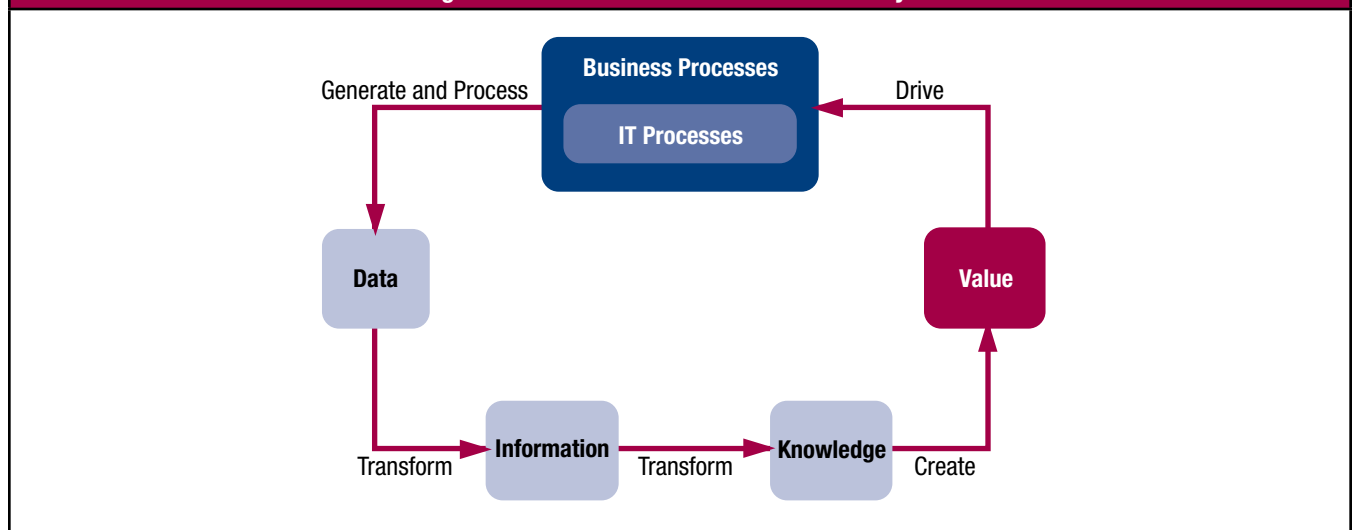 Business Processes
Generate and Process
Drive
IT Processes
Data
Value
Information
Knowledge
Transform
Transform
Create